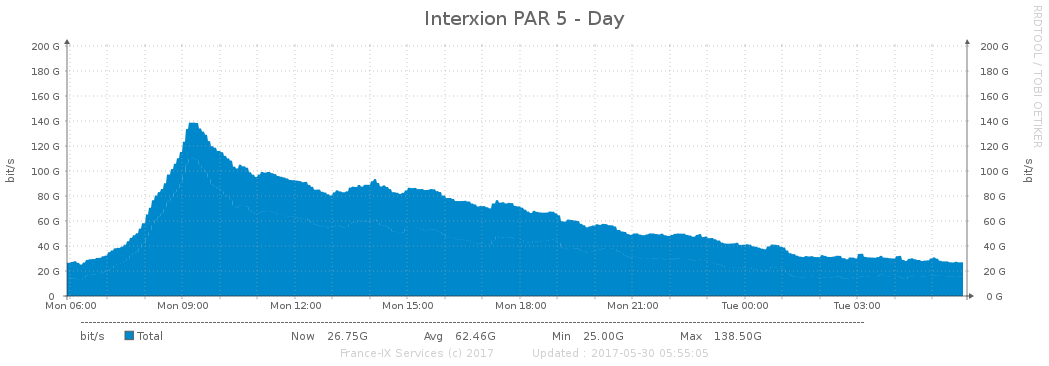 Interxion PAR 5 - Day
RRDTOOL / TOBI OETIKER
bit/s
200 G 200 G
180 G 180 G
160 G 160 G
140 G 140 G
120 G 120 G
100 G 100 G
80 G 80 G
60 G 60 G
40 G 40 G
20 G 20 G
0 0 G
bit/s
Mon 06:00 Mon 09:00 Mon 12:00 Mon 15:00 Mon 18:00 Mon 21:00 Tue 00:00 Tue 03:00
bit/s Total Now 26.75G Avg 62.46G Min 25.00G Max 138.50G
France-IX Services (c) 2017 Updated : 2017-05-30 05:55:05